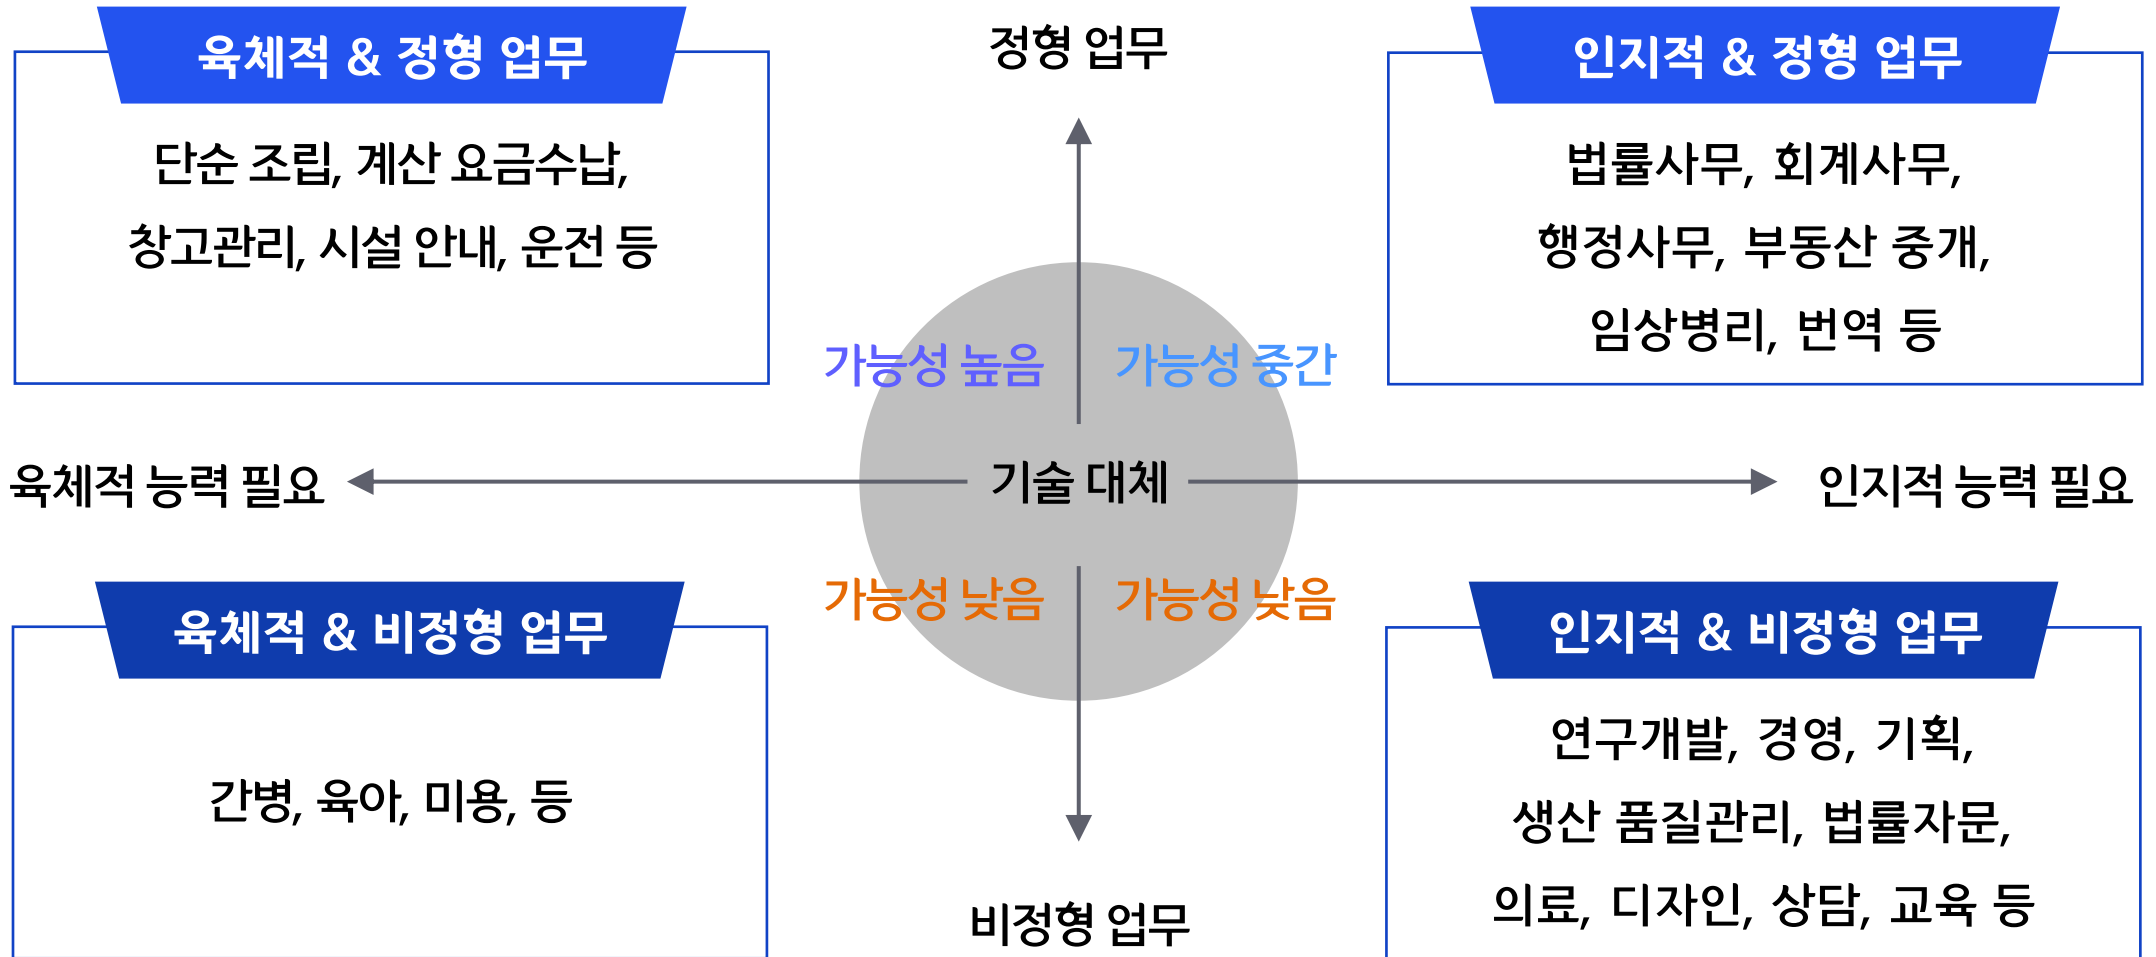 육체적 & 정형 업무
단순 조립, 계산 요금수납,
창고관리, 시설 안내, 운전 등
정형 업무
인지적 & 정형 업무
법률사무, 회계사무,
행정사무, 부동산 중개,
임상병리, 번역 등
가능성 높음
가능성 중간
육체적 능력 필요
기술 대체
인지적 능력 필요
가능성 낮음
가능성 낮음
육체적 & 비정형 업무
간병, 육아, 미용, 등
비정형 업무
인지적 & 비정형 업무
연구개발, 경영, 기획,
생산 품질관리, 법률자문,
의료, 디자인, 상담, 교육 등